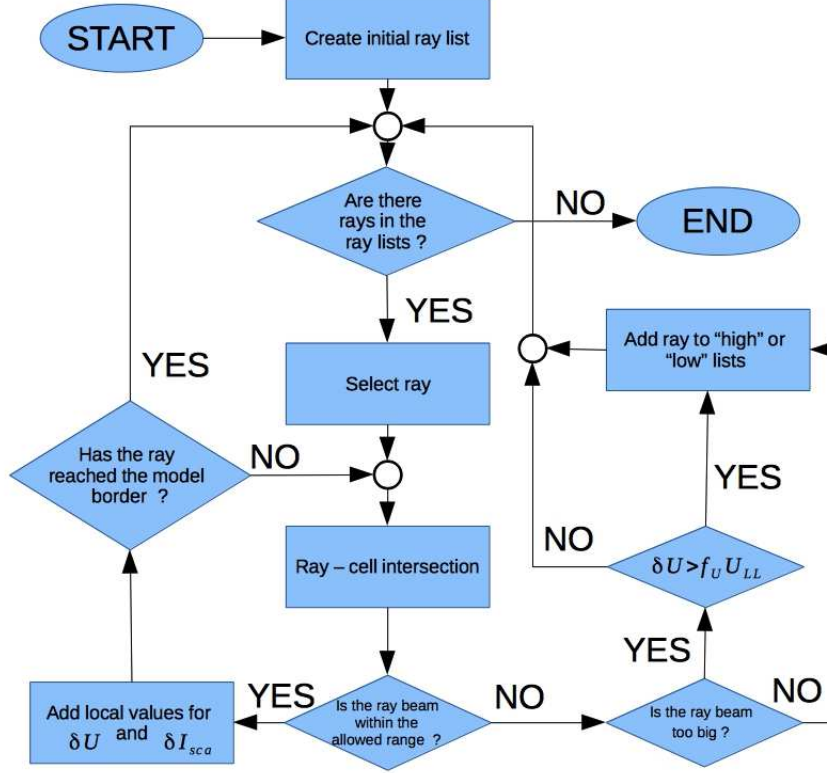 START
Create initial ray list
Are there
rays in the
ray lists ?
NO
END
YES
Select ray
Add ray to “high” or
“low” lists
YES
Has the ray
reached the model
border ?
NO
YES
Ray – cell intersection
NO
δU>f_U U_LL
YES
Add local values for
δU and δI_sca
YES
Is the ray beam
within the
allowed range ?
NO
Is the ray beam
too big ?
NO